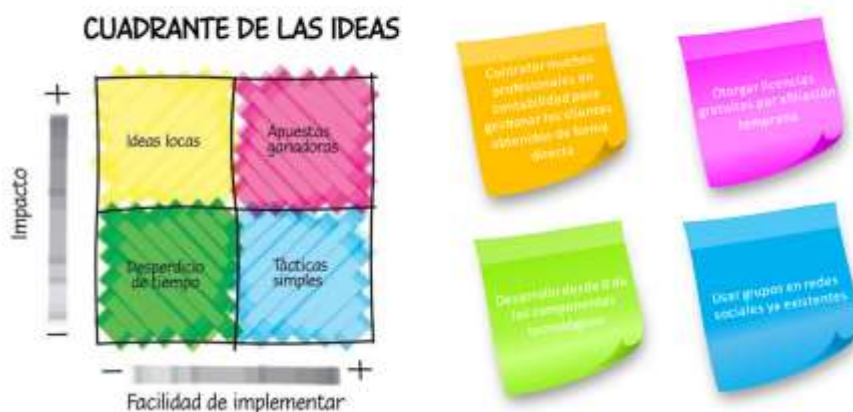 CUADRANTE DE LAS IDEAS
+
Impacto
-
Ideas locas
Apuestas
ganadoras
Desperdicio
de tiempo
Tácticas
simples
-
+
Facilidad de implementar
Contratar muchos
profesionales en
contabilidad para
gestionar los clientes
obtenidos de forma
directa
Otorgar licencias
gratuitas por afiliación
temprana
Desarrollo desde 0 de
los componentes
tecnológicos
Usar grupos en redes
sociales ya existentes